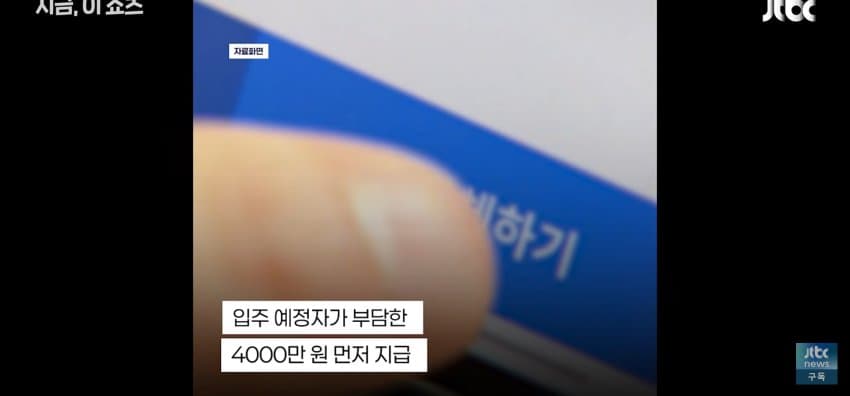 지금, 이 쇼츠
jtbc
자료화면
하기
입주 예정자가 부담한
4000만 원 먼저 지급
jtbc
news
구독